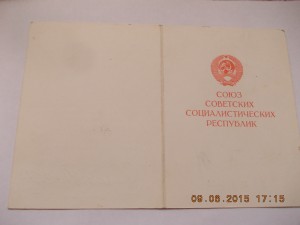 СОЮЗ
СОВЕТСКИХ
СОЦИАЛИСТИЧЕСКИХ
РЕСПУБЛИК
09.08.2015 17:15